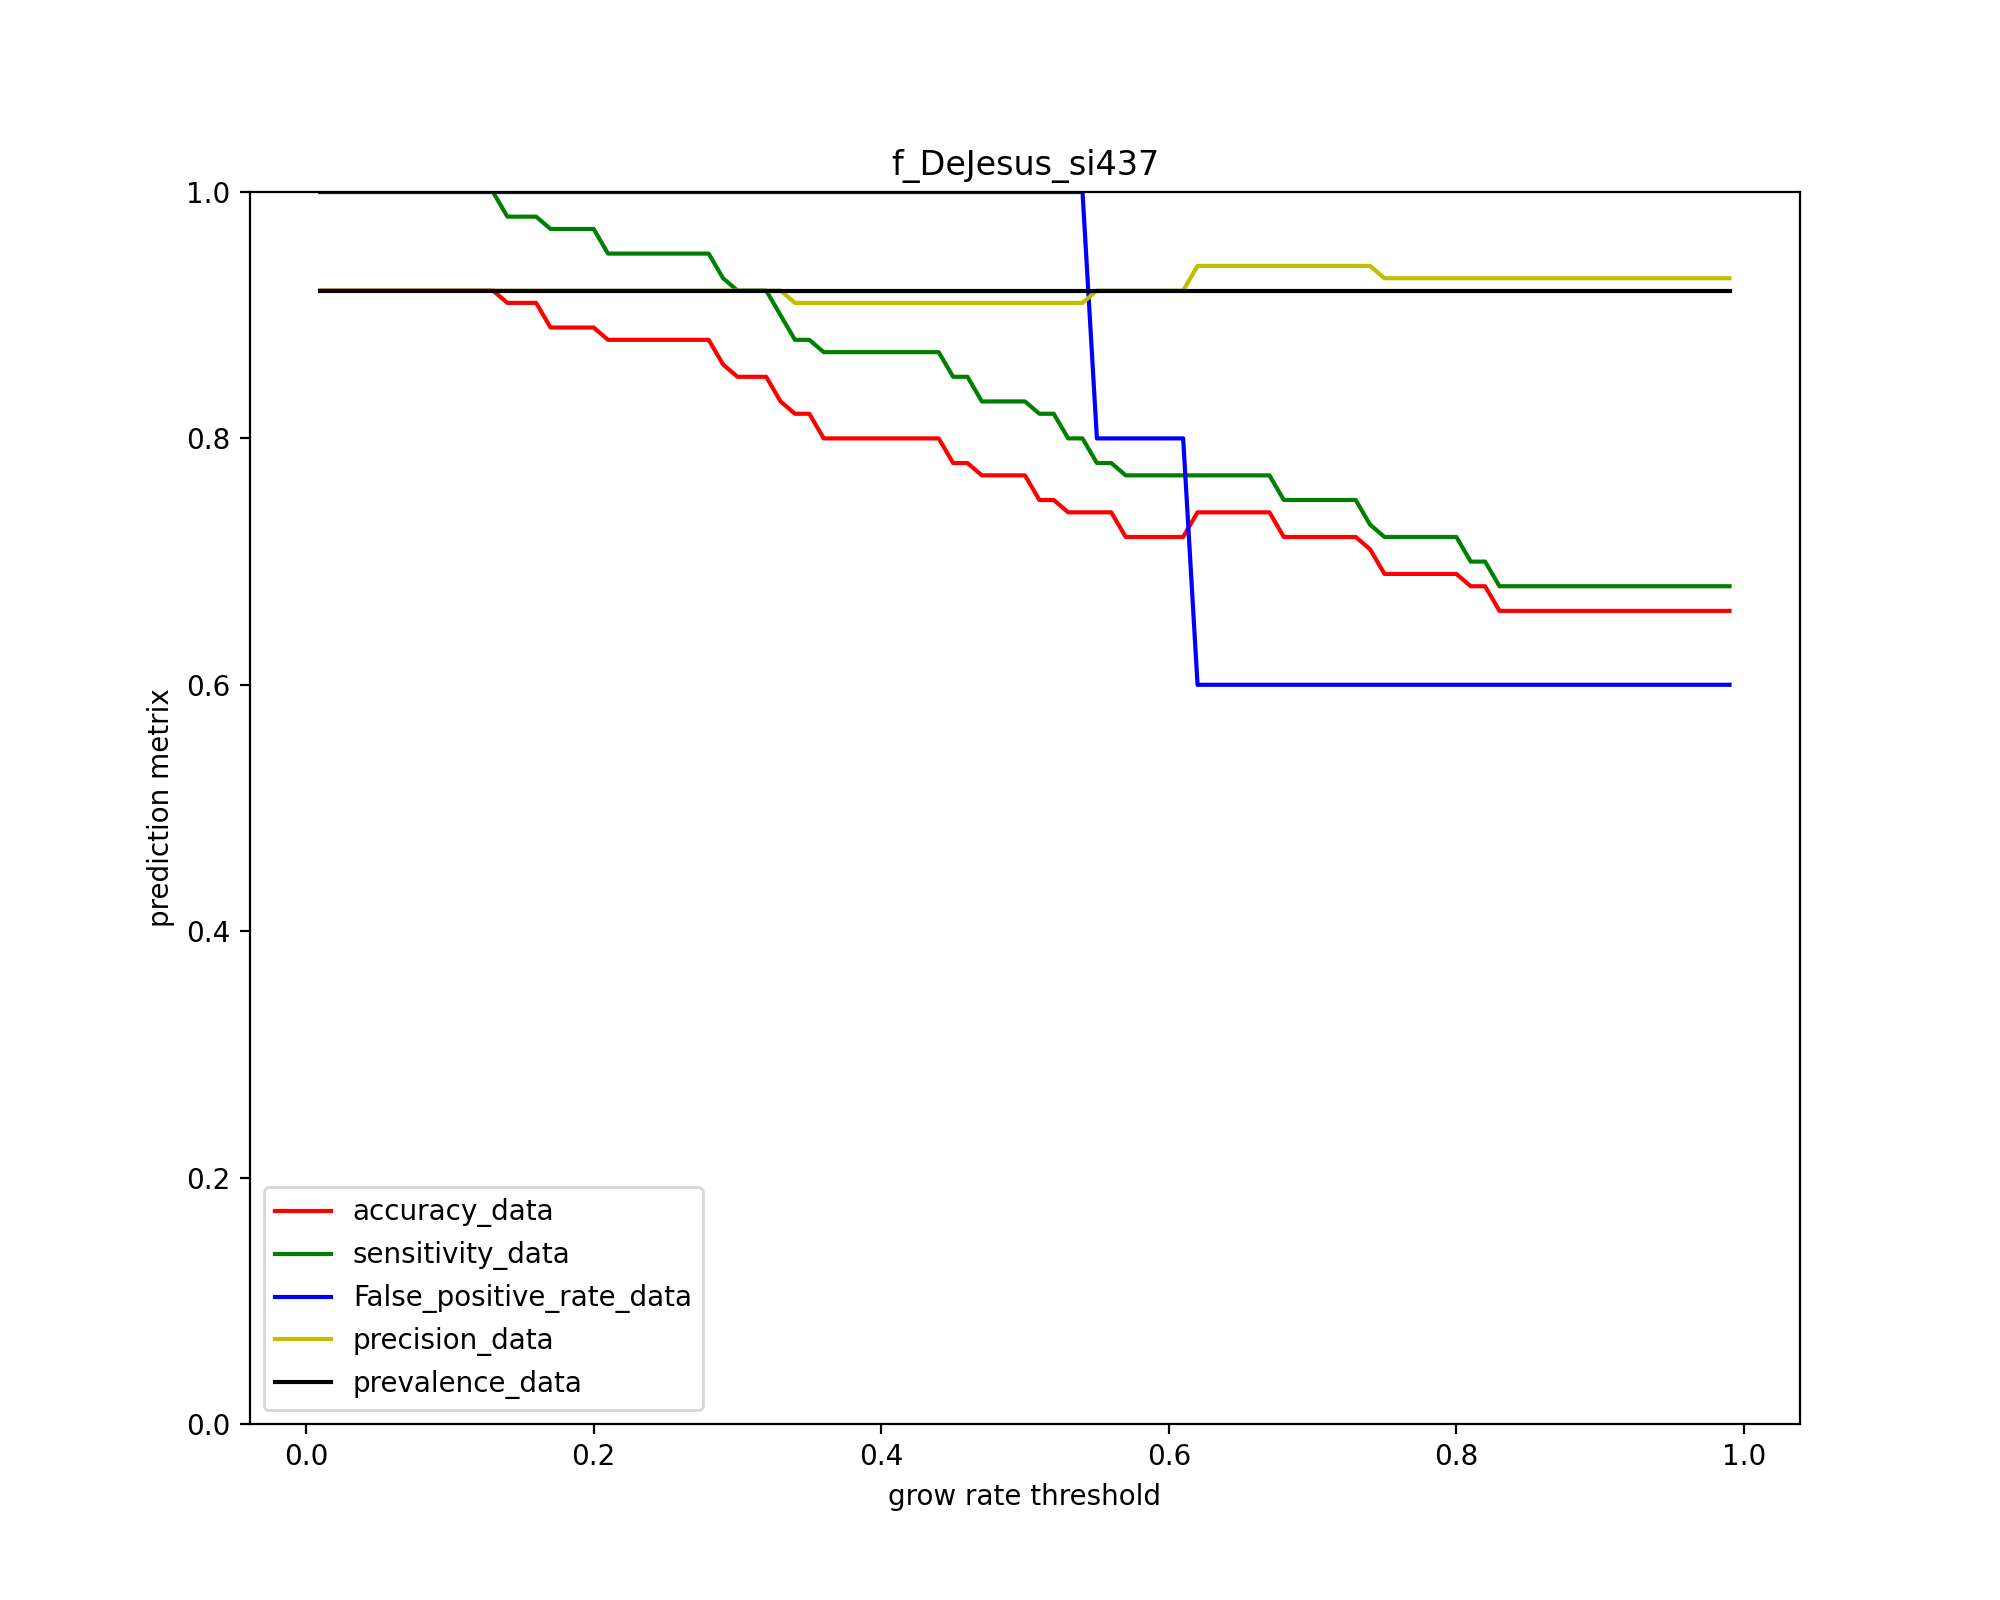 f_DeJesus_si437
1.0
0.8
0.6
0.4
0.2
0.0
prediction metrix
accuracy_data
sensitivity_data
False_positive_rate_data
precision_data
prevalence_data
0.0 0.2 0.4 0.6 0.8 1.0
grow rate threshold